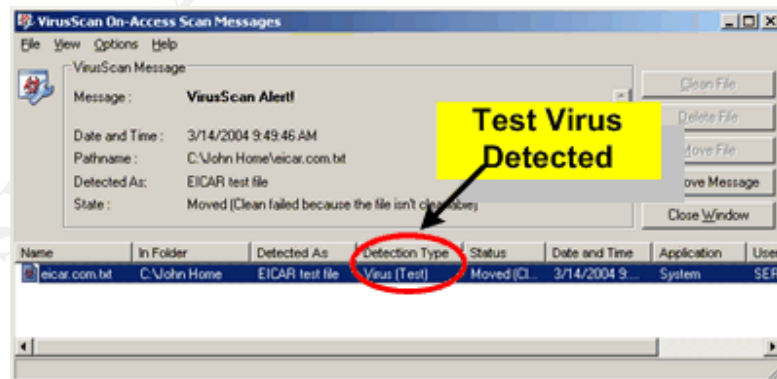 VirusScan On-Access Scan Messages
File View Options Help
VirusScan Message
Message : VirusScan Alert!
Date and Time : 3/14/2004 9:49:46 AM
Pathname : C:\John Home\eicar.com.txt
Detected As: EICAR test file
State : Moved (Clean failed because the file isn't cleanable)
Clean File
Delete File
Move File
ove Message
Close Window
Test Virus
Detected
Name In Folder Detected As Detection Type Status Date and Time Application User
eicar.com.txt C:\John Home EICAR test file Virus (Test) Moved (Cl... 3/14/2004 9:... System SER